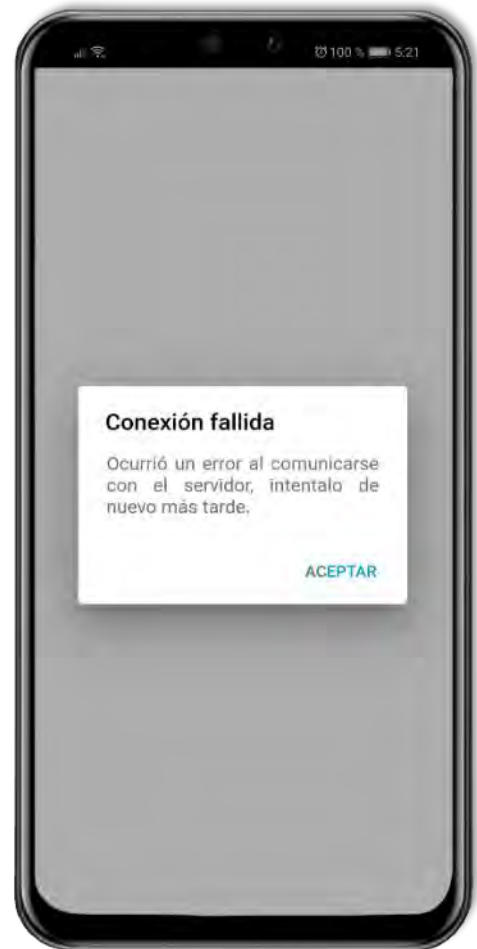 100 % 5:21
Conexión fallida
Ocurrió un error al comunicarse
con el servidor, intentalo de
nuevo más tarde.
ACEPTAR